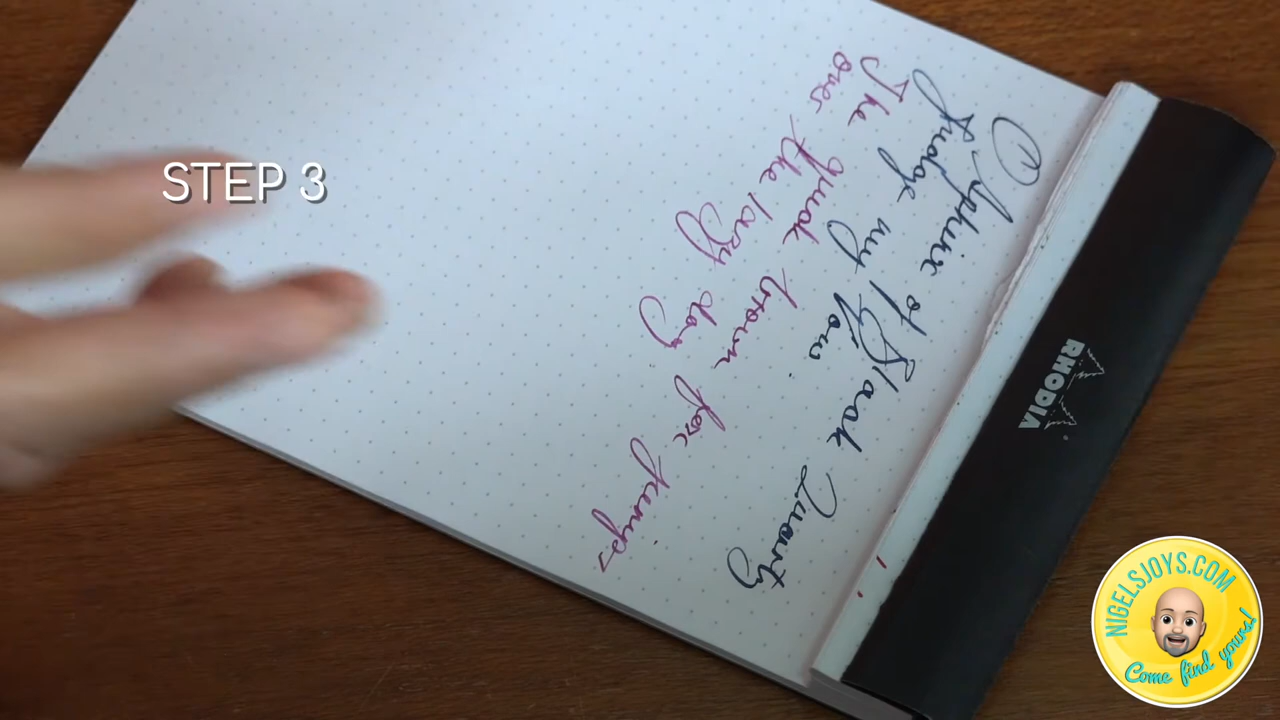 STEP 3
Sphinx of Black Quartz
judge my Vow.
The quick brown fox jumps
over the lazy dog
RHODIA
NIGELSJOYS.COM
Come find yours!